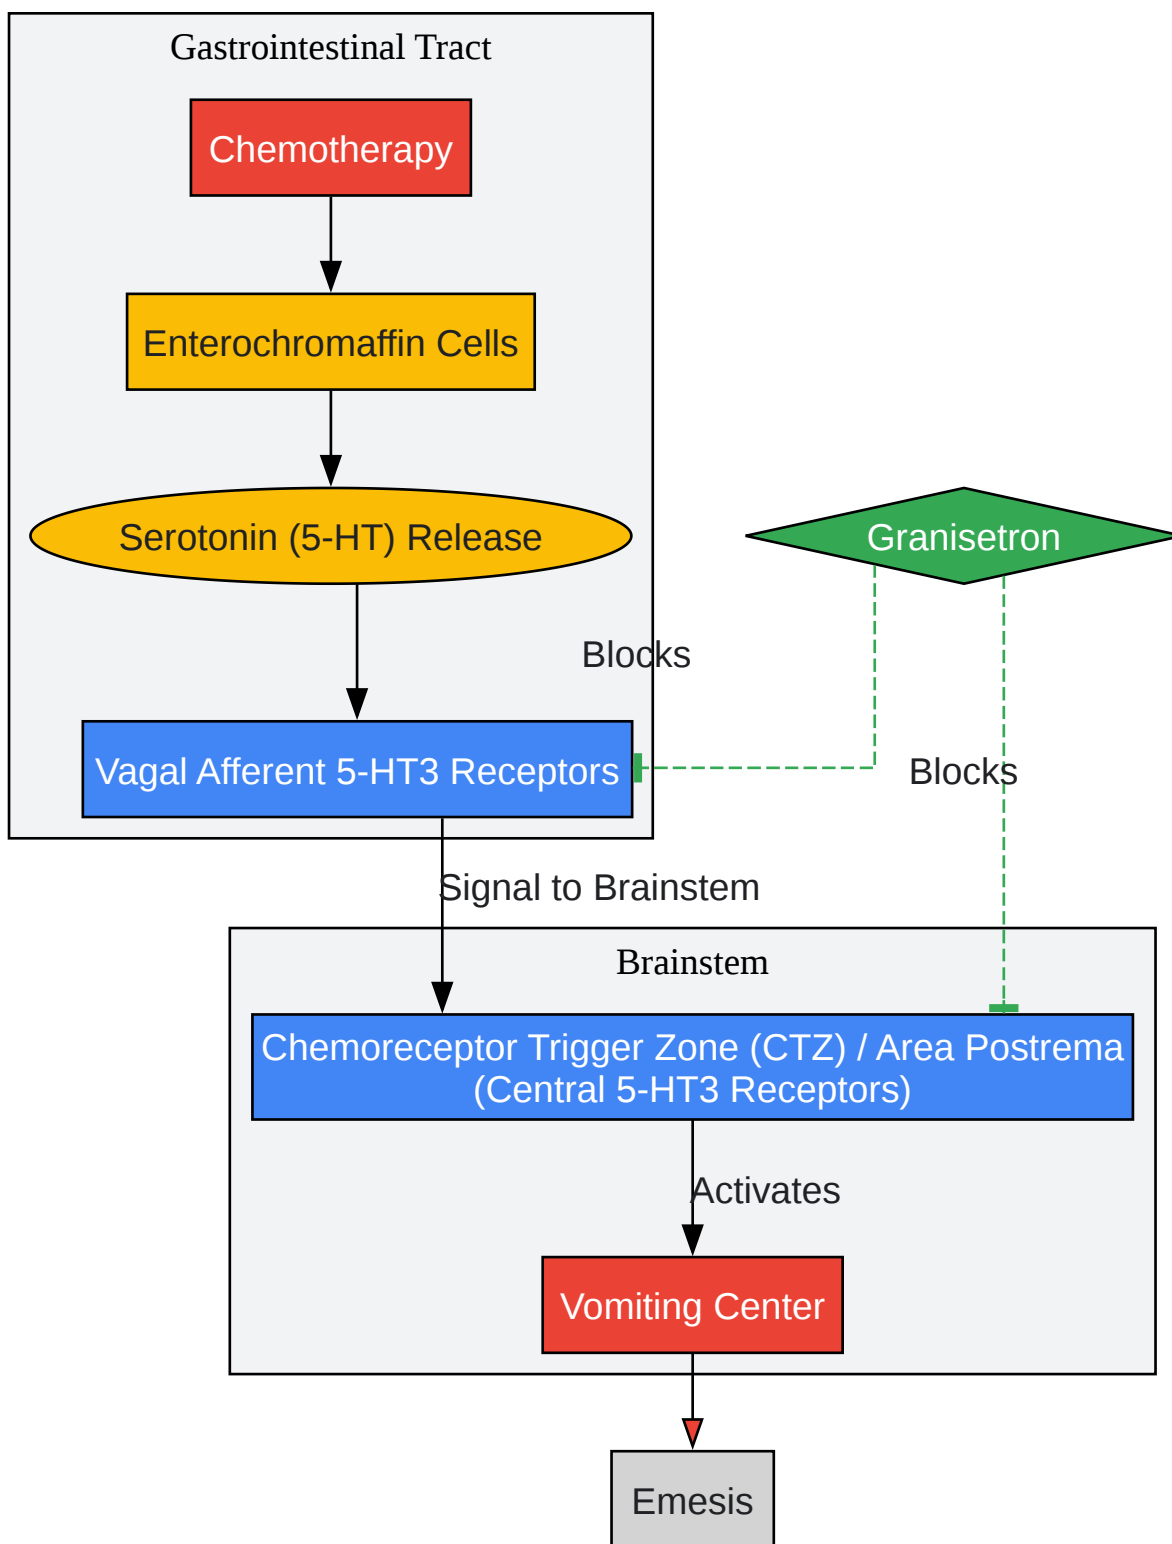 Gastrointestinal Tract
Chemotherapy
Enterochromaffin Cells
Serotonin (5-HT) Release
Granisetron
Blocks
Vagal Afferent 5-HT3 Receptors
Blocks
Signal to Brainstem
Brainstem
Chemoreceptor Trigger Zone (CTZ) / Area Postrema
(Central 5-HT3 Receptors)
Activates
Vomiting Center
Emesis